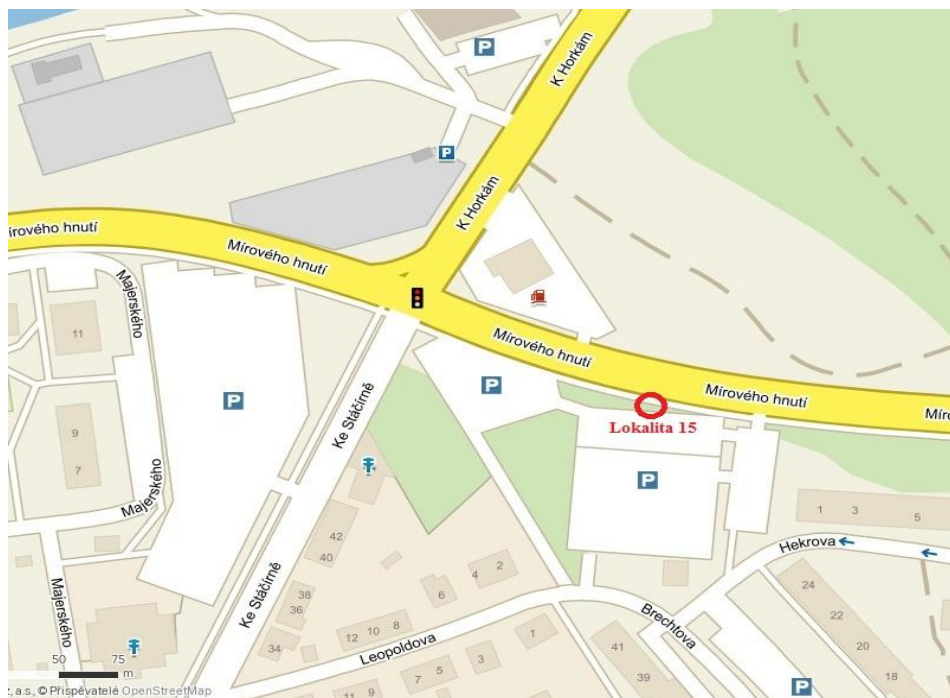 P
K Horkám
P
K Horkám
írového hnutí
Mírového hnutí
Majerského
11
Mírového hnutí
Mírového hnutí
Míro
P
P
Lokalita 15
Ke Stáčírně
9
7
Majerského
P
1
3
5
42
40
Hekrova
2
4
6
38
36
34
24
22
20
18
Majerského
Ke Stáčírně
12
10
8
Brechtova
1
41
39
Leopoldova
3
5
7
9
11
P
50
75
m
z, a.s., © Přispěvatelé OpenStreetMap